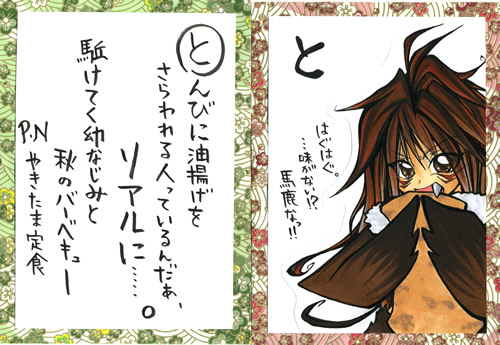 とんびに油揚げを
さらわれる人っているんだぁ、
リアルに……。
駈けてく幼なじみと
秋のバーベキュー
P.N
やきたま定食
と
はぐはぐ。
…味がない!?
馬鹿なっ!!